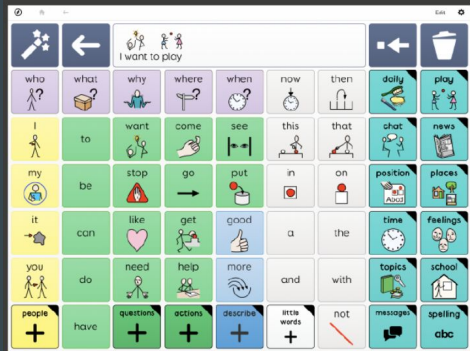 Edit
I want to play
who what why where when now then daily play
I to want come see this that chat news
my be stop go put in on position places
it can like get good a the time feelings
you do need help more and with topics school
people have questions actions describe little words not messages spelling
abc